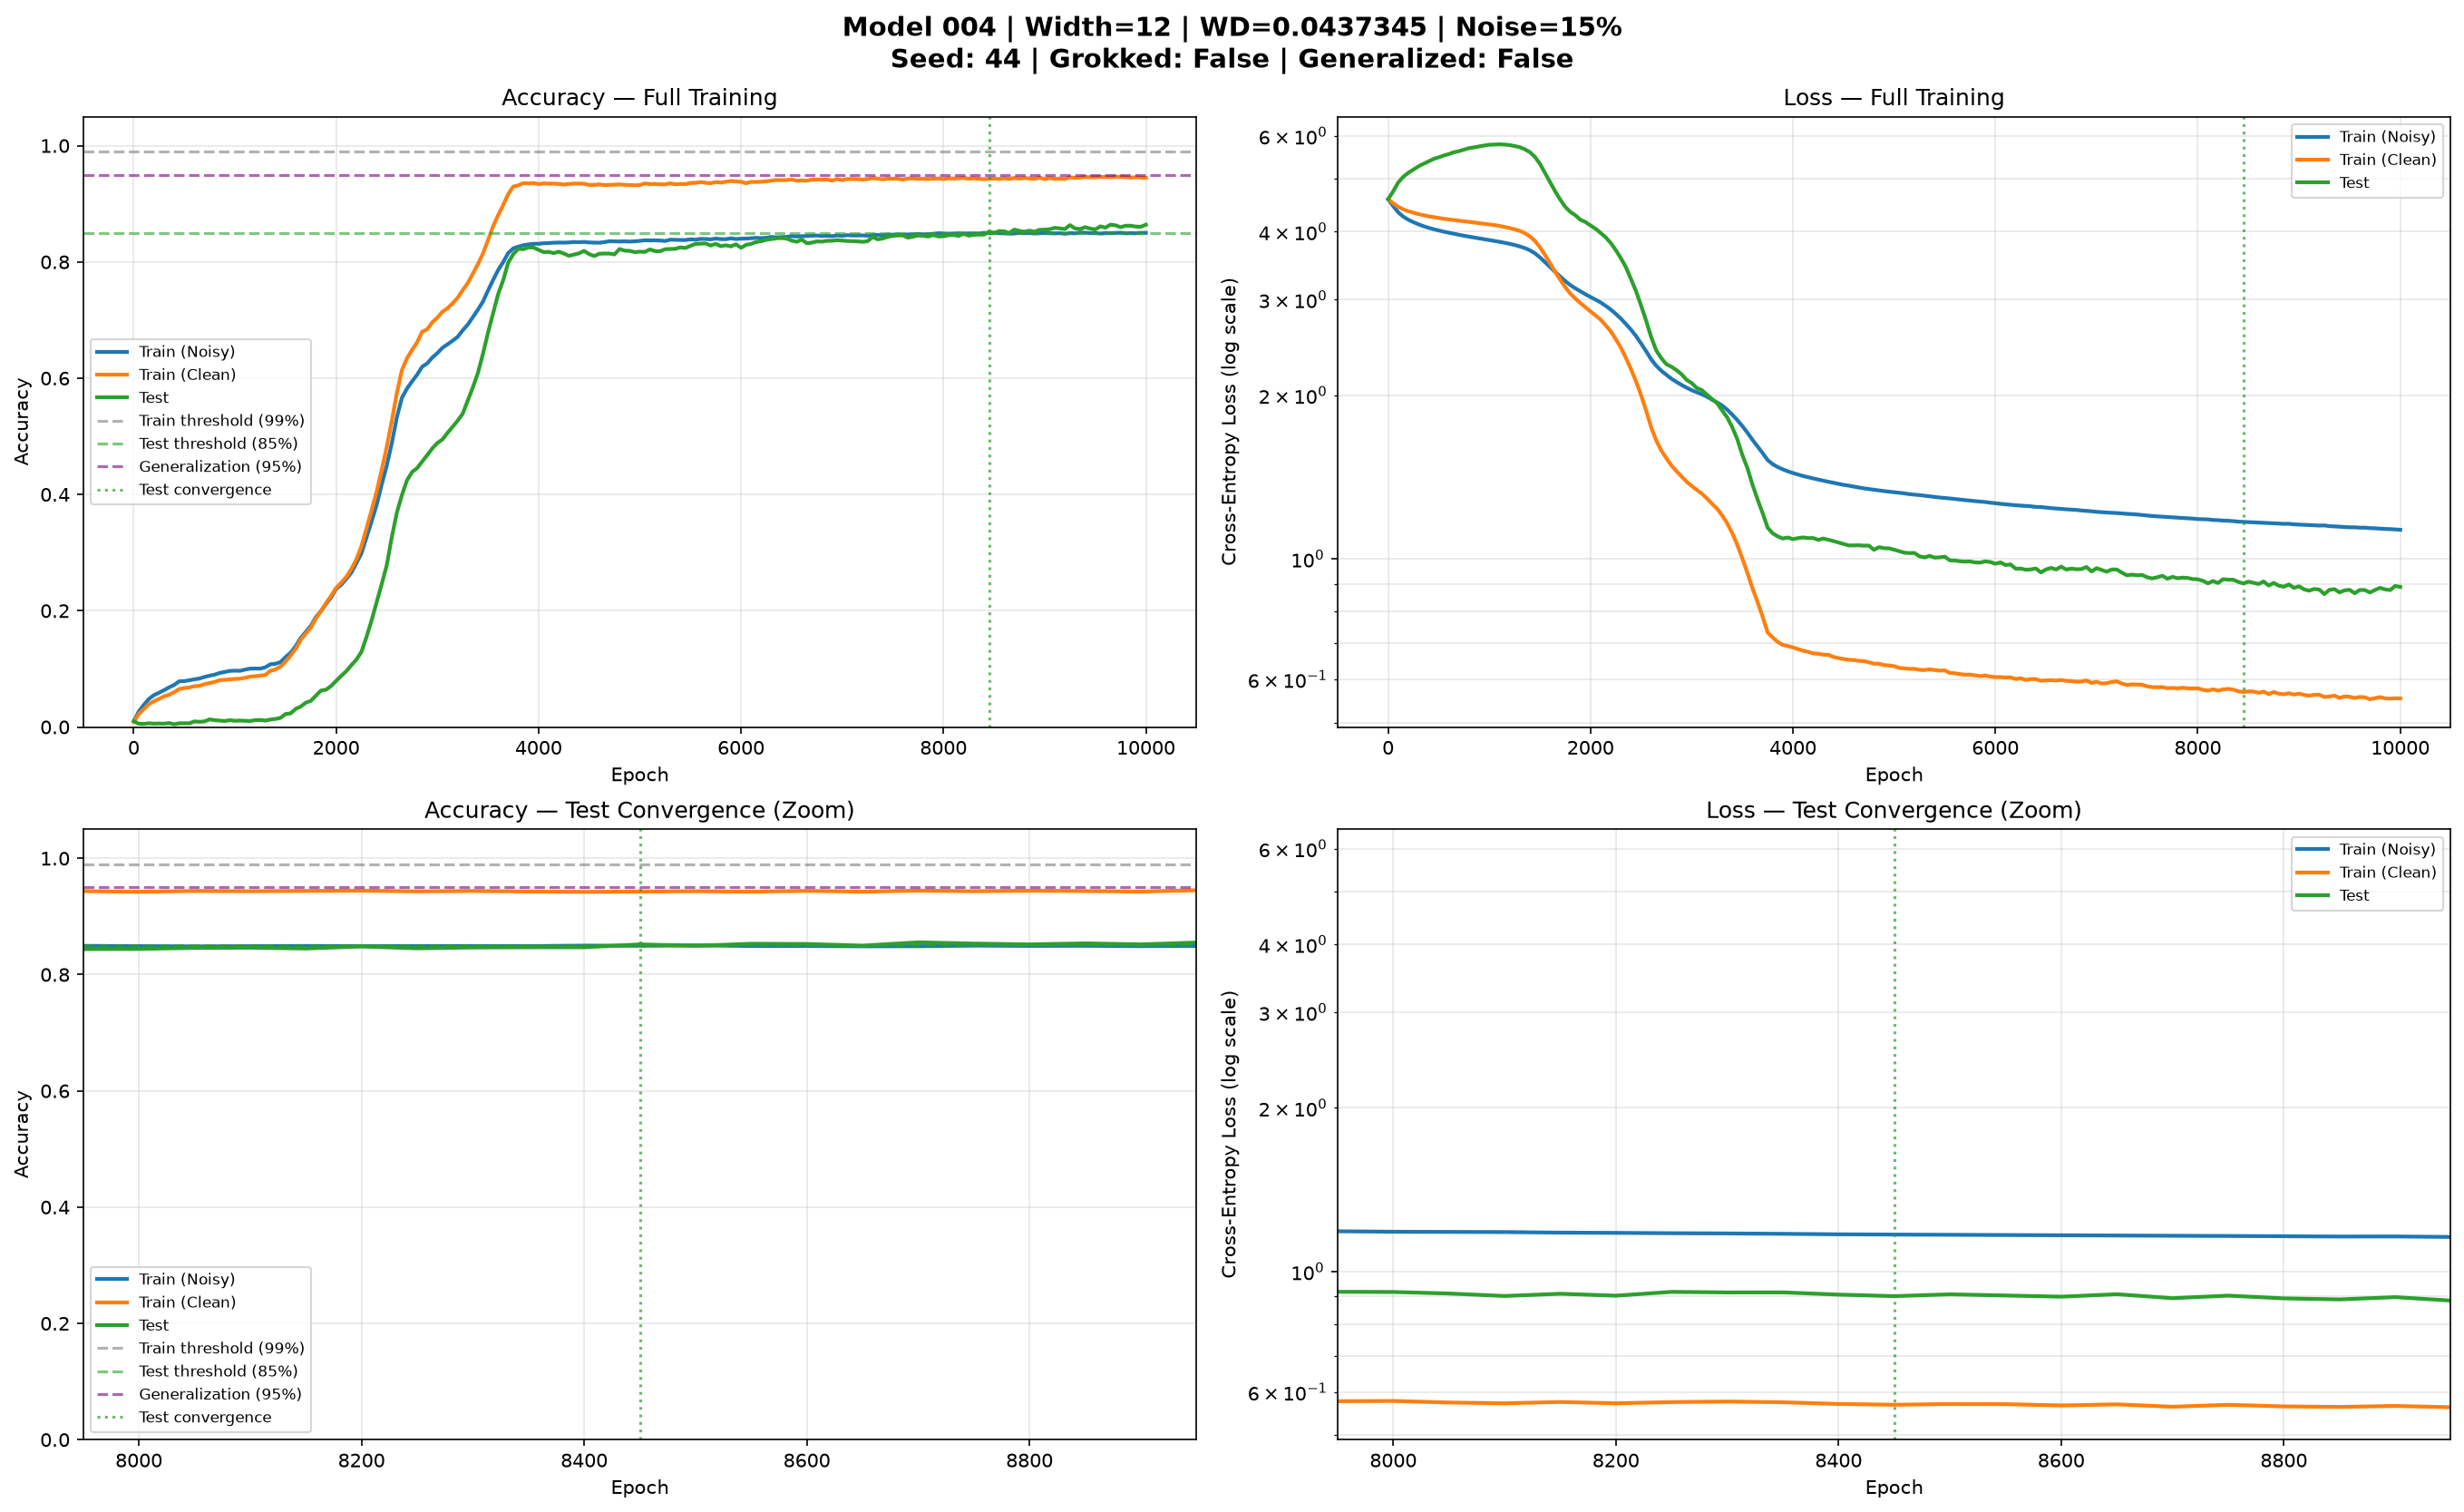 Model 004 | Width=12 | WD=0.0437345 | Noise=15%
Seed: 44 | Grokked: False | Generalized: False
Accuracy — Full Training
Accuracy
1.0
0.8
0.6
0.4
0.2
0.0
Train (Noisy)
Train (Clean)
Test
Train threshold (99%)
Test threshold (85%)
Generalization (95%)
Test convergence
0 2000 4000 6000 8000 10000
Epoch
Loss — Full Training
Cross-Entropy Loss (log scale)
6 × 10⁰
4 × 10⁰
3 × 10⁰
2 × 10⁰
10⁰
6 × 10⁻¹
Train (Noisy)
Train (Clean)
Test
0 2000 4000 6000 8000 10000
Epoch
Accuracy — Test Convergence (Zoom)
Accuracy
1.0
0.8
0.6
0.4
0.2
0.0
Train (Noisy)
Train (Clean)
Test
Train threshold (99%)
Test threshold (85%)
Generalization (95%)
Test convergence
8000 8200 8400 8600 8800
Epoch
Loss — Test Convergence (Zoom)
Cross-Entropy Loss (log scale)
6 × 10⁰
4 × 10⁰
3 × 10⁰
2 × 10⁰
10⁰
6 × 10⁻¹
Train (Noisy)
Train (Clean)
Test
8000 8200 8400 8600 8800
Epoch